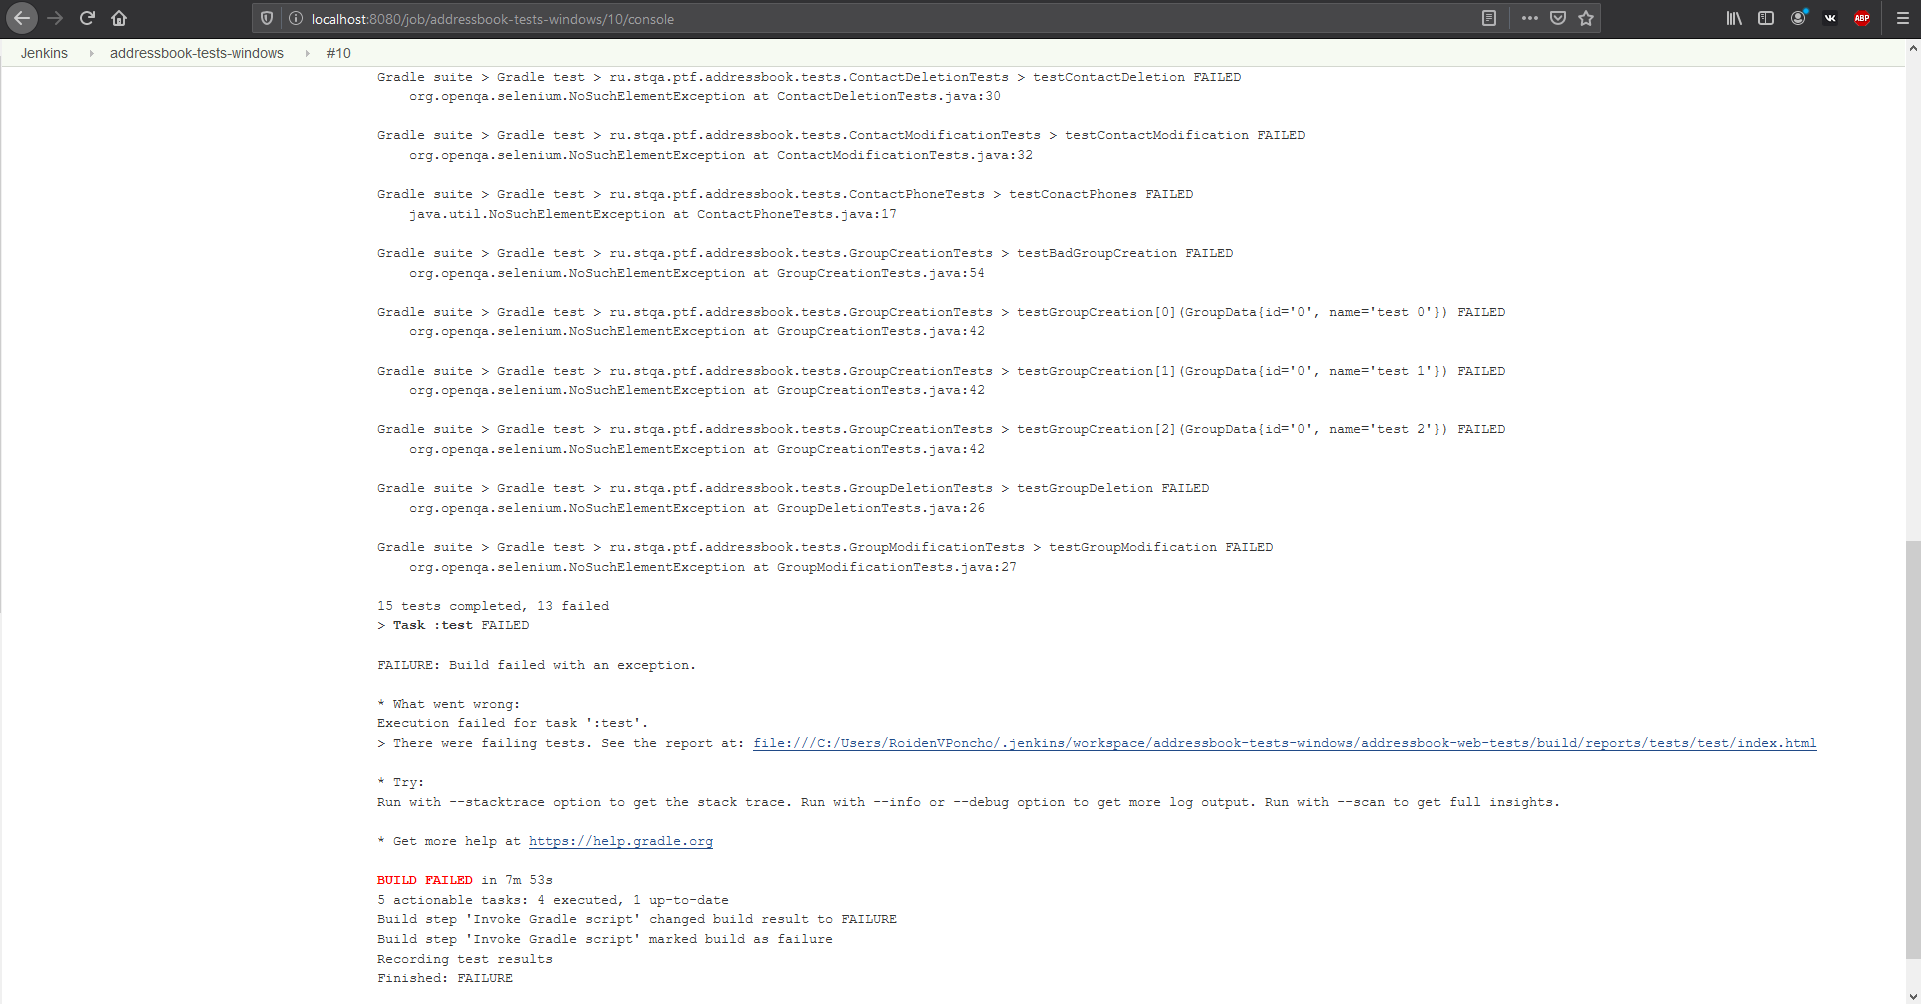 localhost:8080/job/addressbook-tests-windows/10/console
ABP
Jenkins addressbook-tests-windows #10
Gradle suite > Gradle test > ru.stqa.ptf.addressbook.tests.ContactDeletionTests > testContactDeletion FAILED
org.openqa.selenium.NoSuchElementException at ContactDeletionTests.java:30
Gradle suite > Gradle test > ru.stqa.ptf.addressbook.tests.ContactModificationTests > testContactModification FAILED
org.openqa.selenium.NoSuchElementException at ContactModificationTests.java:32
Gradle suite > Gradle test > ru.stqa.ptf.addressbook.tests.ContactPhoneTests > testConactPhones FAILED
java.util.NoSuchElementException at ContactPhoneTests.java:17
Gradle suite > Gradle test > ru.stqa.ptf.addressbook.tests.GroupCreationTests > testBadGroupCreation FAILED
org.openqa.selenium.NoSuchElementException at GroupCreationTests.java:54
Gradle suite > Gradle test > ru.stqa.ptf.addressbook.tests.GroupCreationTests > testGroupCreation[0](GroupData{id='0', name='test 0'}) FAILED
org.openqa.selenium.NoSuchElementException at GroupCreationTests.java:42
Gradle suite > Gradle test > ru.stqa.ptf.addressbook.tests.GroupCreationTests > testGroupCreation[1](GroupData{id='0', name='test 1'}) FAILED
org.openqa.selenium.NoSuchElementException at GroupCreationTests.java:42
Gradle suite > Gradle test > ru.stqa.ptf.addressbook.tests.GroupCreationTests > testGroupCreation[2](GroupData{id='0', name='test 2'}) FAILED
org.openqa.selenium.NoSuchElementException at GroupCreationTests.java:42
Gradle suite > Gradle test > ru.stqa.ptf.addressbook.tests.GroupDeletionTests > testGroupDeletion FAILED
org.openqa.selenium.NoSuchElementException at GroupDeletionTests.java:26
Gradle suite > Gradle test > ru.stqa.ptf.addressbook.tests.GroupModificationTests > testGroupModification FAILED
org.openqa.selenium.NoSuchElementException at GroupModificationTests.java:27
15 tests completed, 13 failed
> Task :test FAILED
FAILURE: Build failed with an exception.
* What went wrong:
Execution failed for task ':test'.
> There were failing tests. See the report at: file:///C:/Users/RoidenVPoncho/.jenkins/workspace/addressbook-tests-windows/addressbook-web-tests/build/reports/tests/test/index.html
* Try:
Run with --stacktrace option to get the stack trace. Run with --info or --debug option to get more log output. Run with --scan to get full insights.
* Get more help at https://help.gradle.org
BUILD FAILED in 7m 53s
5 actionable tasks: 4 executed, 1 up-to-date
Build step 'Invoke Gradle script' changed build result to FAILURE
Build step 'Invoke Gradle script' marked build as failure
Recording test results
Finished: FAILURE